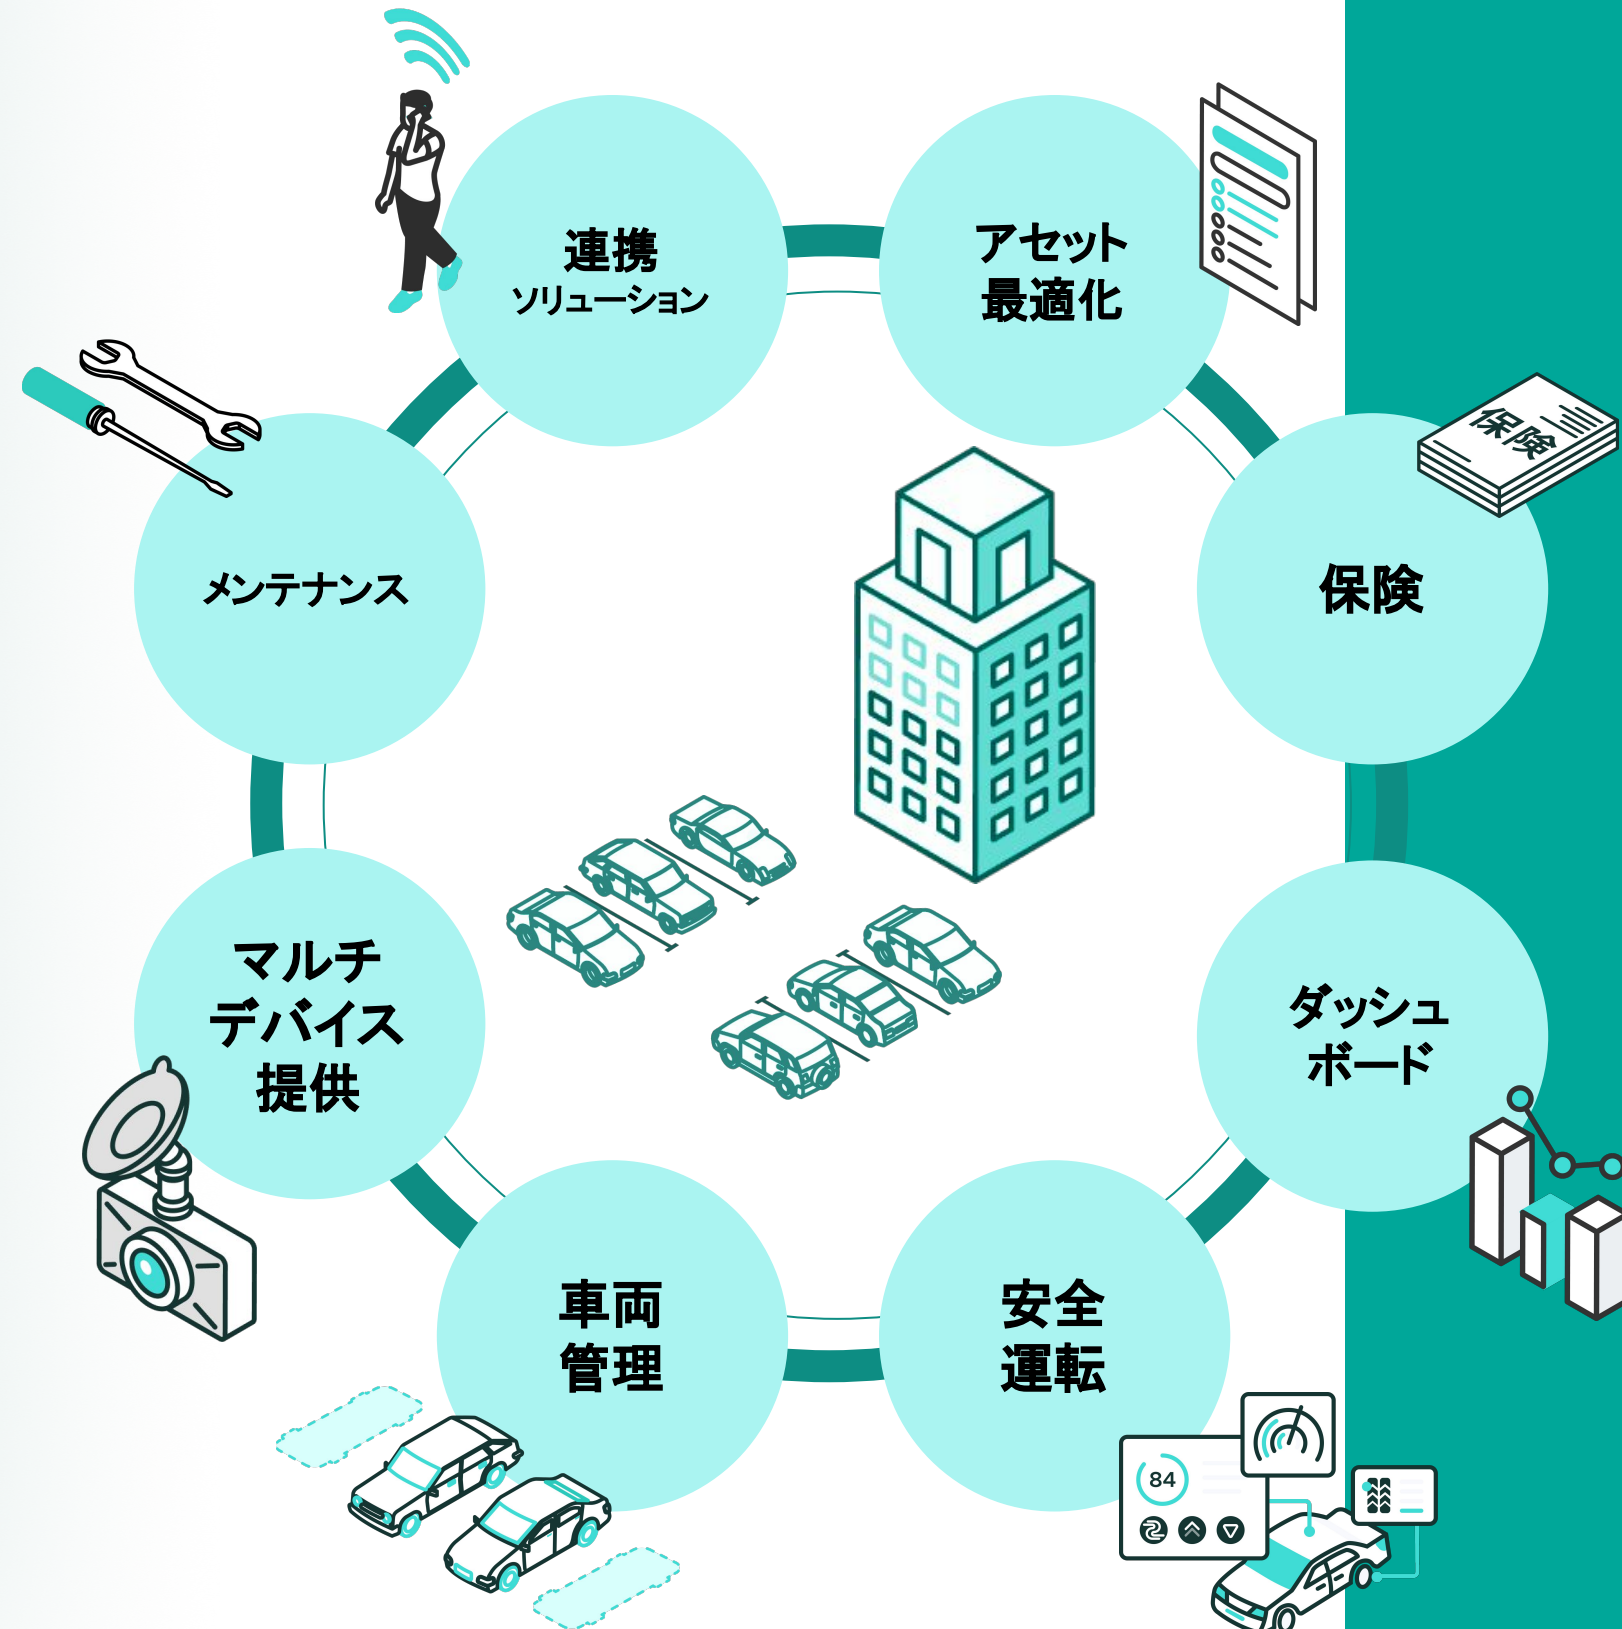 連携
ソリューション
アセット
最適化
保険
保険
メンテナンス
マルチ
デバイス
提供
ダッシュ
ボード
車両
管理
安全
運転
84